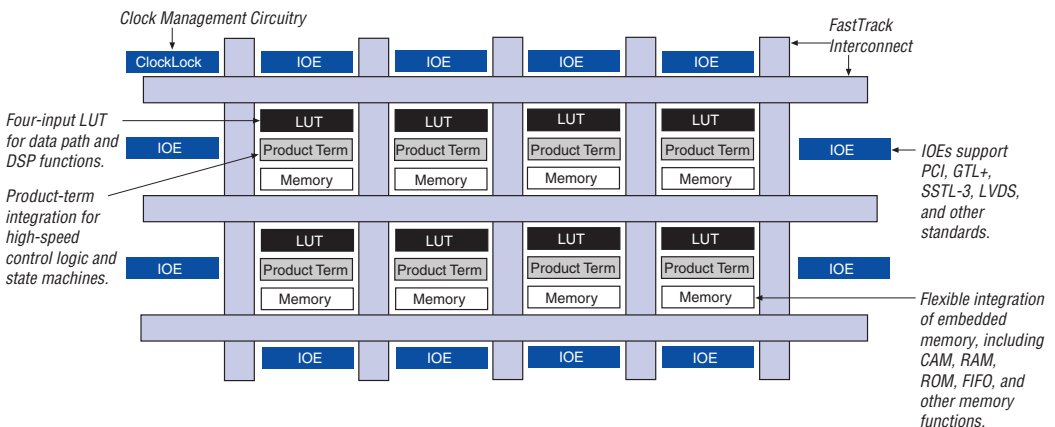 Clock Management Circuitry
FastTrack
Interconnect
ClockLock
IOE
IOE
IOE
IOE
Four-input LUT
for data path and
DSP functions.
LUT
LUT
LUT
LUT
IOE
Product Term
Product Term
Product Term
Product Term
IOE
Memory
Memory
Memory
Memory
IOEs support
PCI, GTL+,
SSTL-3, LVDS,
and other
standards.
Product-term
integration for
high-speed
control logic and
state machines.
LUT
LUT
LUT
LUT
IOE
Product Term
Product Term
Product Term
Product Term
IOE
Memory
Memory
Memory
Memory
Flexible integration
of embedded
memory, including
CAM, RAM,
ROM, FIFO, and
other memory
functions.
IOE
IOE
IOE
IOE